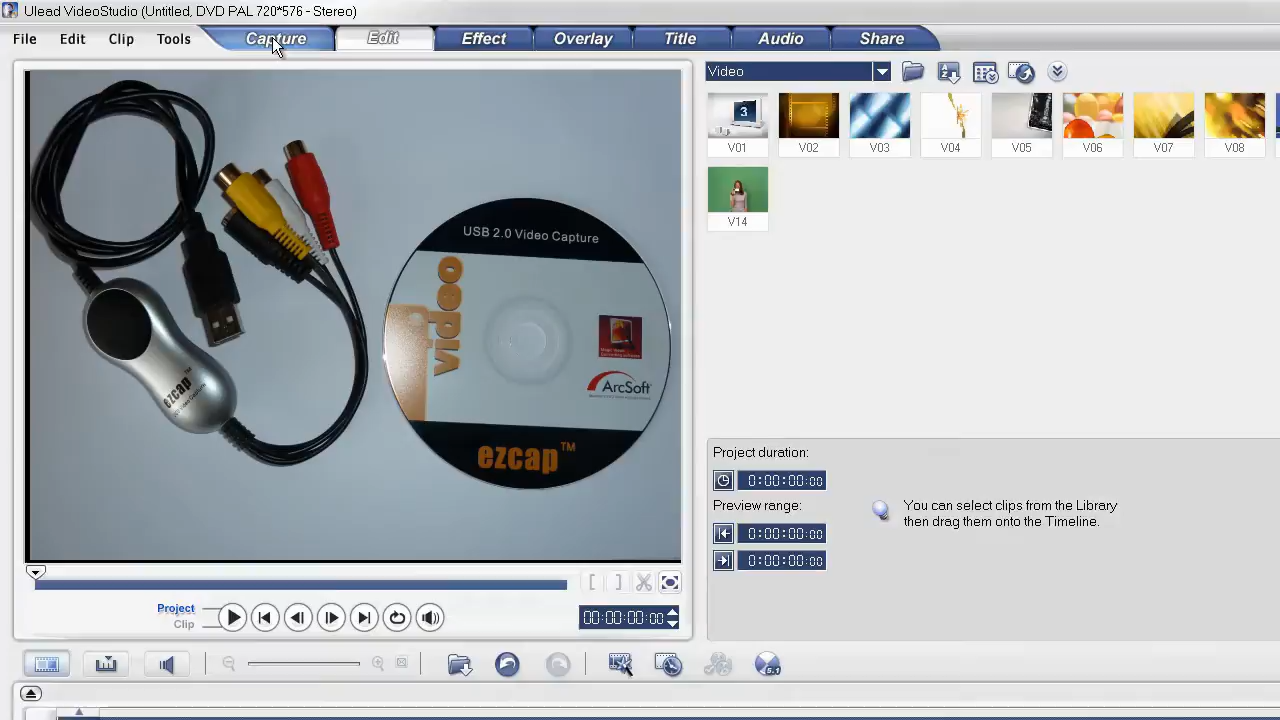 Ulead VideoStudio (Untitled, DVD PAL 720*576 - Stereo)
File Edit Clip Tools Capture Edit Effect Overlay Title Audio Share
Video
V01 V02 V03 V04 V05 V06 V07 V08
V14
USB 2.0 Video Capture
video
ArcSoft
ezcap™
ezcap
Project duration:
0:00:00:00
Preview range:
0:00:00:00
0:00:00:00
You can select clips from the Library
then drag them onto the Timeline.
Project
Clip
00:00:00:00
5.1